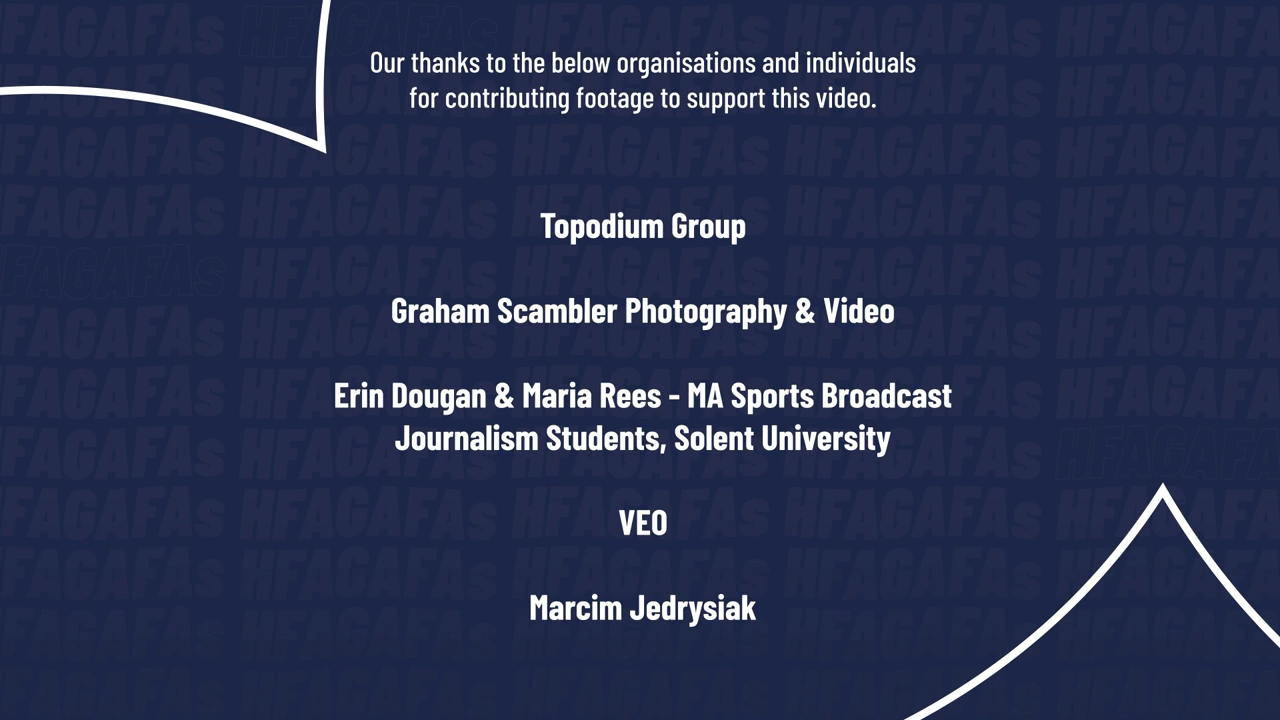 Our thanks to the below organisations and individuals
for contributing footage to support this video.
Topodium Group
Graham Scambler Photography & Video
Erin Dougan & Maria Rees - MA Sports Broadcast
Journalism Students, Solent University
VEO
Marcim Jedrysiak